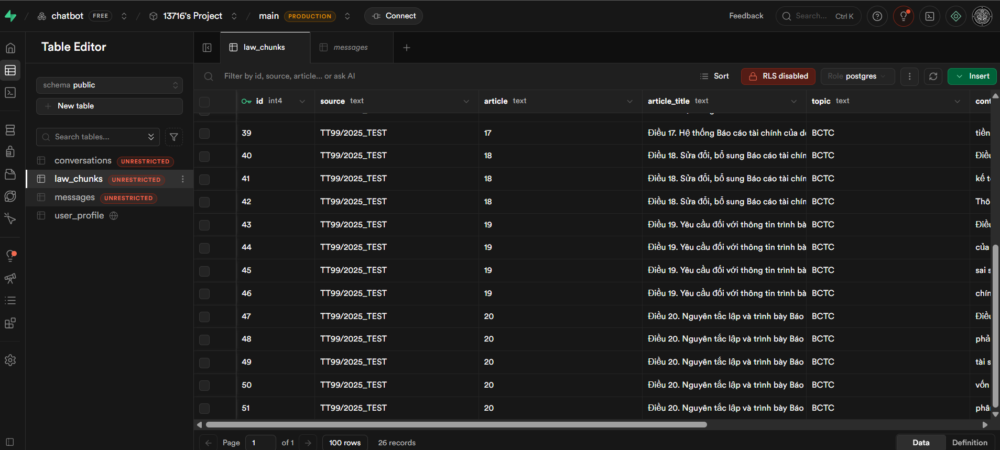 chatbot FREE 13716's Project main PRODUCTION Connect Feedback Search... Ctrl K
Table Editor
law_chunks messages
schema public
New table
Search tables...
conversations UNRESTRICTED
law_chunks UNRESTRICTED
messages UNRESTRICTED
user_profile
Filter by id, source, article... or ask AI Sort RLS disabled Role postgres Insert
id int4 source text article text article_title text topic text cont
39 TT99/2025_TEST 17 Điều 17. Hệ thống Báo cáo tài chính của d BCTC tiền
40 TT99/2025_TEST 18 Điều 18. Sửa đổi, bổ sung Báo cáo tài chín BCTC Điều
41 TT99/2025_TEST 18 Điều 18. Sửa đổi, bổ sung Báo cáo tài chín BCTC kế t
42 TT99/2025_TEST 18 Điều 18. Sửa đổi, bổ sung Báo cáo tài chín BCTC Thô
43 TT99/2025_TEST 19 Điều 19. Yêu cầu đối với thông tin trình bà BCTC Điều
44 TT99/2025_TEST 19 Điều 19. Yêu cầu đối với thông tin trình bà BCTC của
45 TT99/2025_TEST 19 Điều 19. Yêu cầu đối với thông tin trình bà BCTC sai s
46 TT99/2025_TEST 19 Điều 19. Yêu cầu đối với thông tin trình bà BCTC chín
47 TT99/2025_TEST 20 Điều 20. Nguyên tắc lập và trình bày Báo BCTC Điều
48 TT99/2025_TEST 20 Điều 20. Nguyên tắc lập và trình bày Báo BCTC phả
49 TT99/2025_TEST 20 Điều 20. Nguyên tắc lập và trình bày Báo BCTC tài s
50 TT99/2025_TEST 20 Điều 20. Nguyên tắc lập và trình bày Báo BCTC vốn
51 TT99/2025_TEST 20 Điều 20. Nguyên tắc lập và trình bày Báo BCTC phâ
Page 1 of 1 100 rows 26 records Data Definition